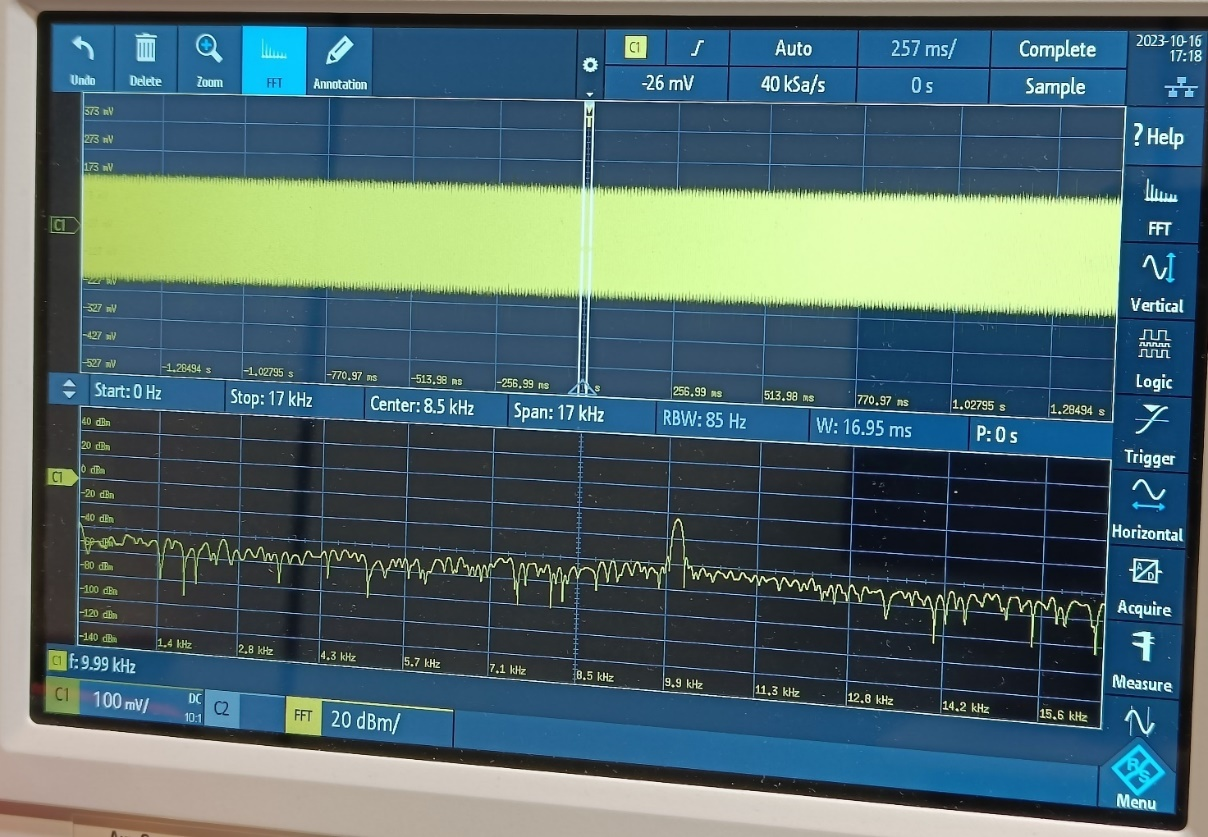 Undo
Delete
Zoom
FFT
Annotation
C1
Auto
257 ms/
Complete
2023-10-16
17:18
-26 mV
40 kSa/s
0 s
Sample
? Help
FFT
Vertical
Logic
Trigger
Horizontal
Acquire
Measure
R&S
Menu
373 mV
273 mV
173 mV
C1
-227 mV
-327 mV
-427 mV
-527 mV
-1.28494 s
-1.02795 s
-770.97 ms
-513.98 ms
-256.99 ms
s
256.99 ms
513.98 ms
770.97 ms
1.02795 s
1.28494 s
Start: 0 Hz
Stop: 17 kHz
Center: 8.5 kHz
Span: 17 kHz
RBW: 85 Hz
W: 16.95 ms
P: 0 s
40 dBm
20 dBm
0 dBm
C1
-20 dBm
-40 dBm
-60 dBm
-80 dBm
-100 dBm
-120 dBm
-140 dBm
1.4 kHz
2.8 kHz
4.3 kHz
5.7 kHz
7.1 kHz
8.5 kHz
9.9 kHz
11.3 kHz
12.8 kHz
14.2 kHz
15.6 kHz
C1 f: 9.99 kHz
C1
100 mV/
DC
10:1
C2
FFT
20 dBm/